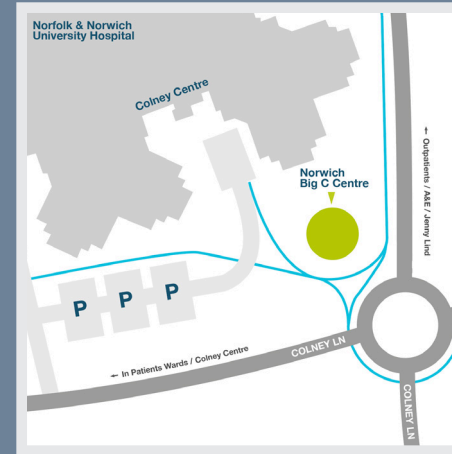 Norfolk & Norwich
University Hospital
Colney Centre
Norwich
Big C Centre
← Outpatients / A&E / Jenny Lind
P P P
← In Patients Wards / Colney Centre
COLNEY LN
COLNEY LN